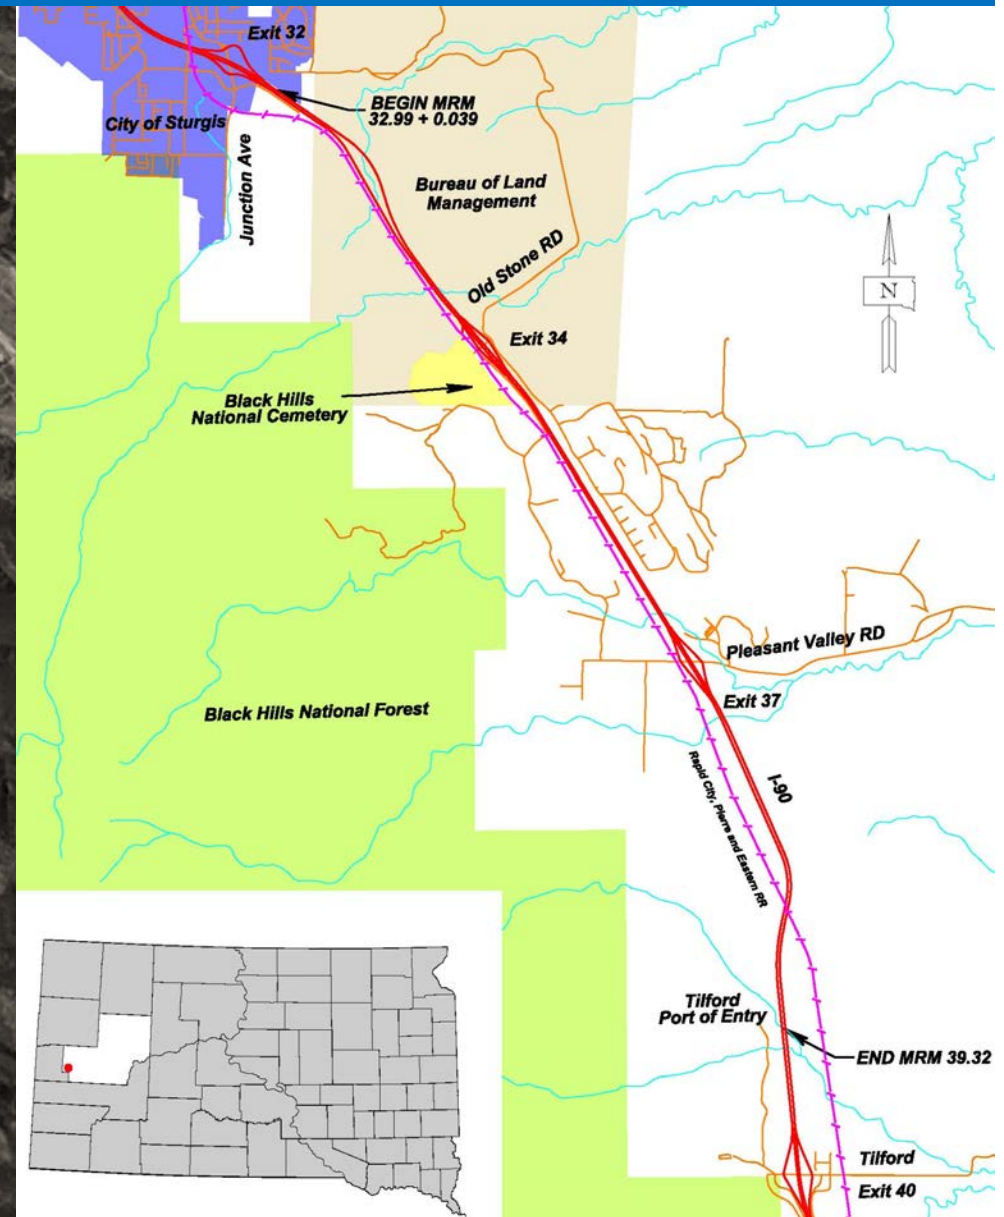 Exit 32
BEGIN MRM
32.99 + 0.039
City of Sturgis
Junction Ave
Bureau of Land
Management
Old Stone RD
N
Exit 34
Black Hills
National Cemetery
Pleasant Valley RD
Exit 37
Black Hills National Forest
I-90
Rapid City, Pierre and Eastern RR
Tilford
Port of Entry
END MRM 39.32
Tilford
Exit 40